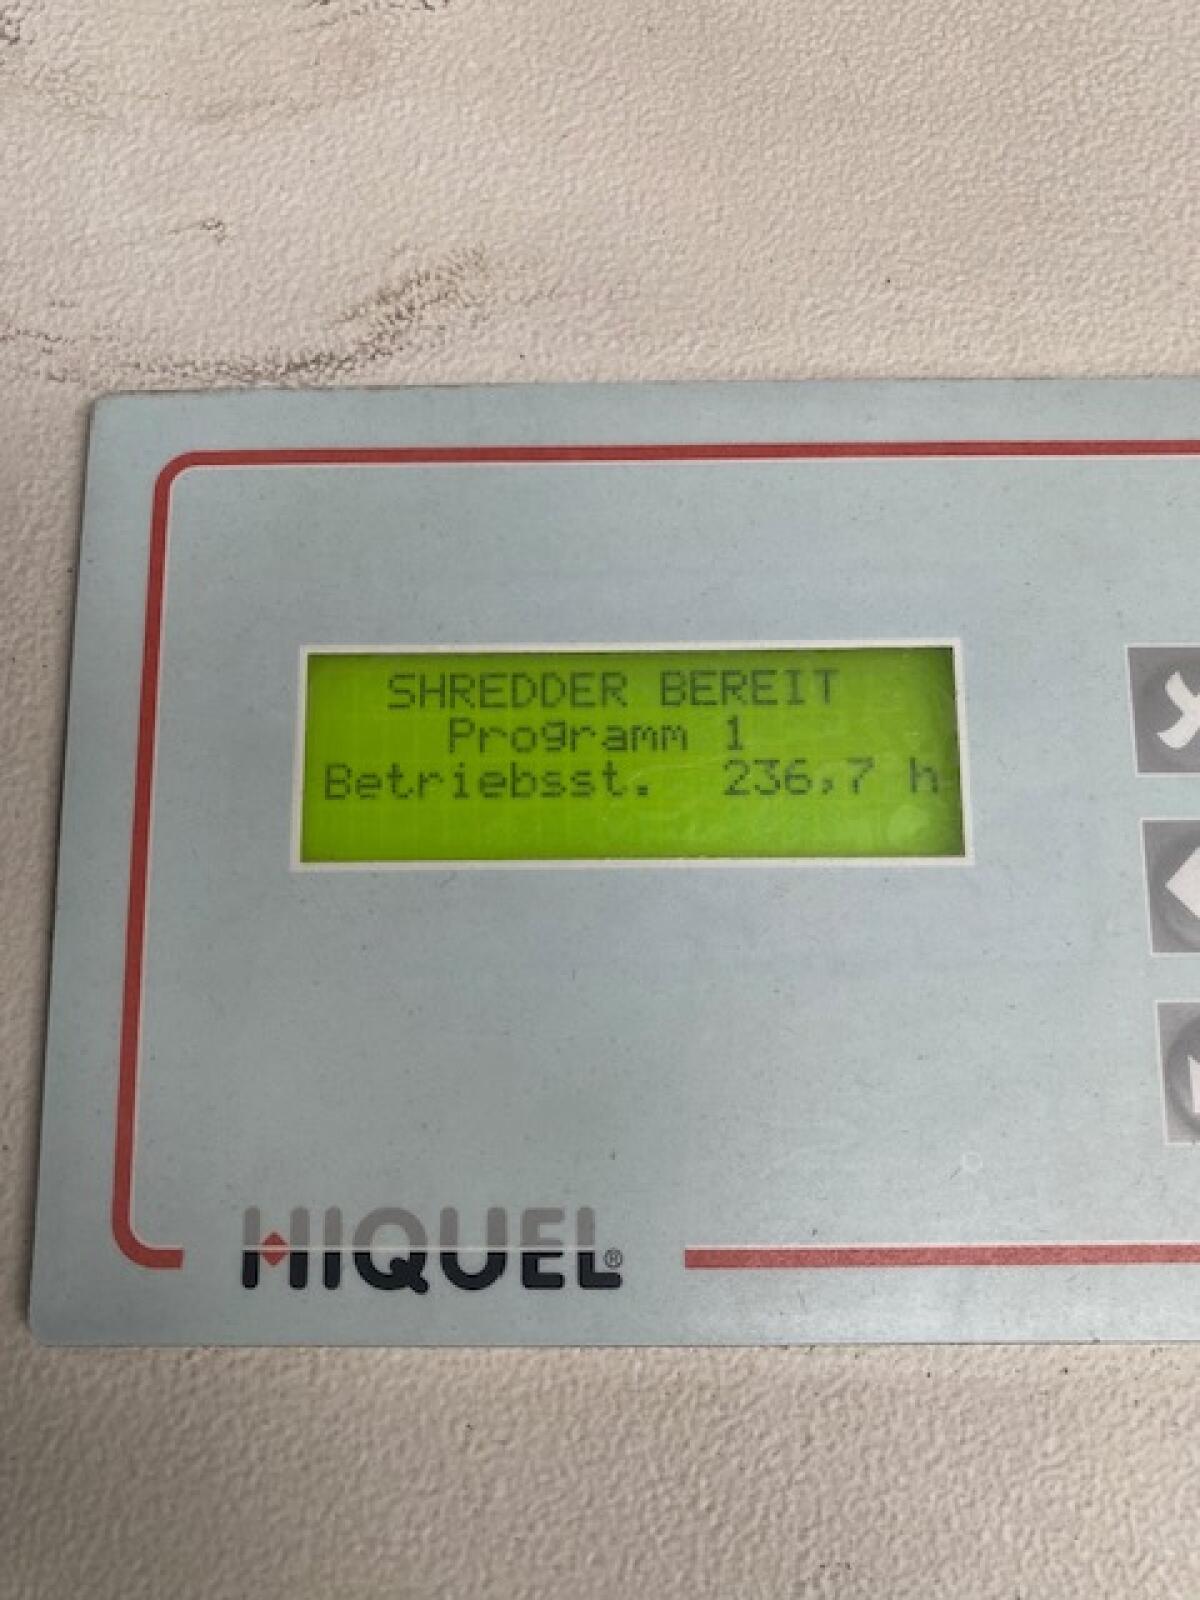 SHREDDER BEREIT
Programm 1
Betriebsst. 236,7 h
HIQUEL®